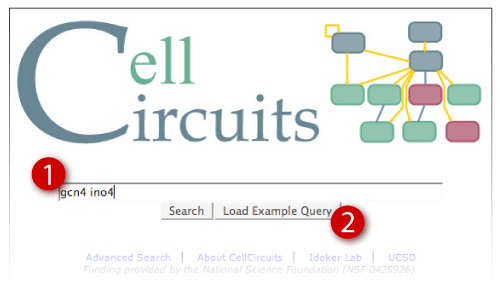 Cell
Circuits
1
gcn4 ino4
Search Load Example Query
2
Advanced Search | About CellCircuits | Ideker Lab | UCSD
Funding provided by the National Science Foundation (NSF 0425926)